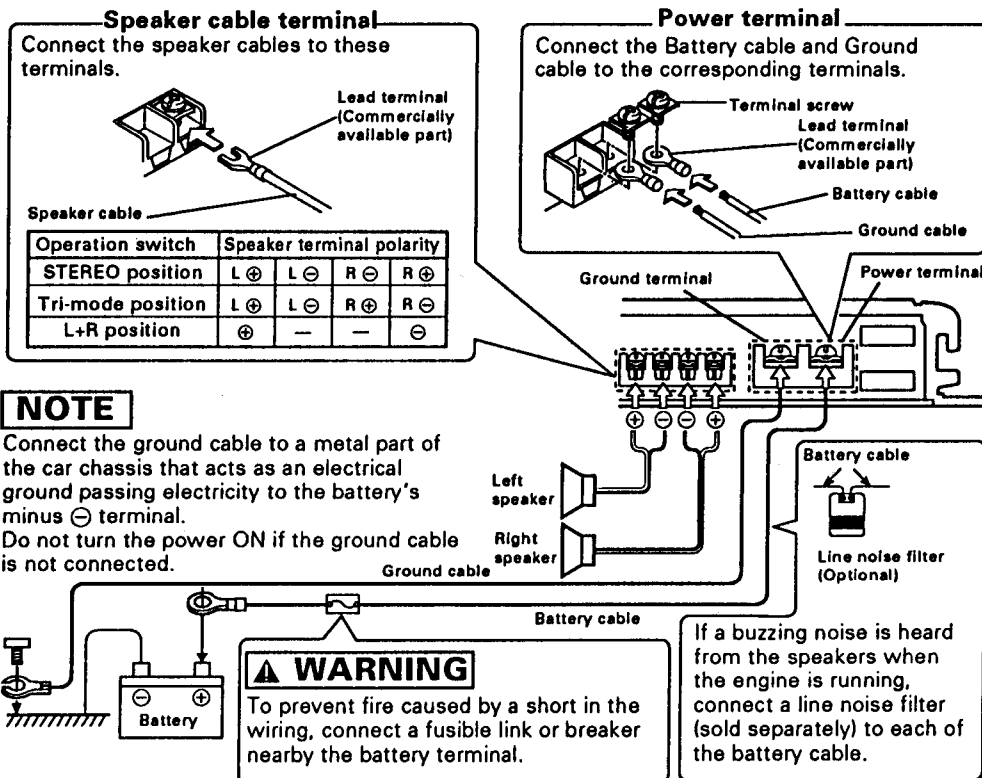 Speaker cable terminal
Connect the speaker cables to these
terminals.
Lead terminal
(Commercially
available part)
Speaker cable
Operation switch Speaker terminal polarity
STEREO position L ⊕ L ⊖ R ⊖ R ⊕
Tri-mode position L ⊕ L ⊖ R ⊕ R ⊖
L+R position ⊕ — — ⊖
Power terminal
Connect the Battery cable and Ground
cable to the corresponding terminals.
Terminal screw
Lead terminal
(Commercially
available part)
Battery cable
Ground cable
Ground terminal
Power terminal
⊕ ⊖ ⊖ ⊕
Left
speaker
Right
speaker
NOTE
Connect the ground cable to a metal part of
the car chassis that acts as an electrical
ground passing electricity to the battery's
minus ⊖ terminal.
Do not turn the power ON if the ground cable
is not connected.
Ground cable
Battery cable
⊖ ⊕
Battery
WARNING
To prevent fire caused by a short in the
wiring, connect a fusible link or breaker
nearby the battery terminal.
Battery cable
Line noise filter
(Optional)
If a buzzing noise is heard
from the speakers when
the engine is running,
connect a line noise filter
(sold separately) to each of
the battery cable.